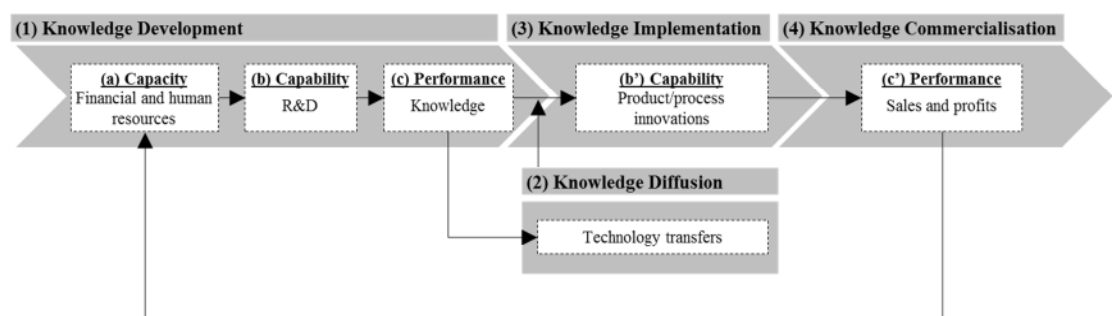 (1) Knowledge Development
(3) Knowledge Implementation
(4) Knowledge Commercialisation
(a) Capacity
Financial and human
resources
(b) Capability
R&D
(c) Performance
Knowledge
(b’) Capability
Product/process
innovations
(c’) Performance
Sales and profits
(2) Knowledge Diffusion
Technology transfers